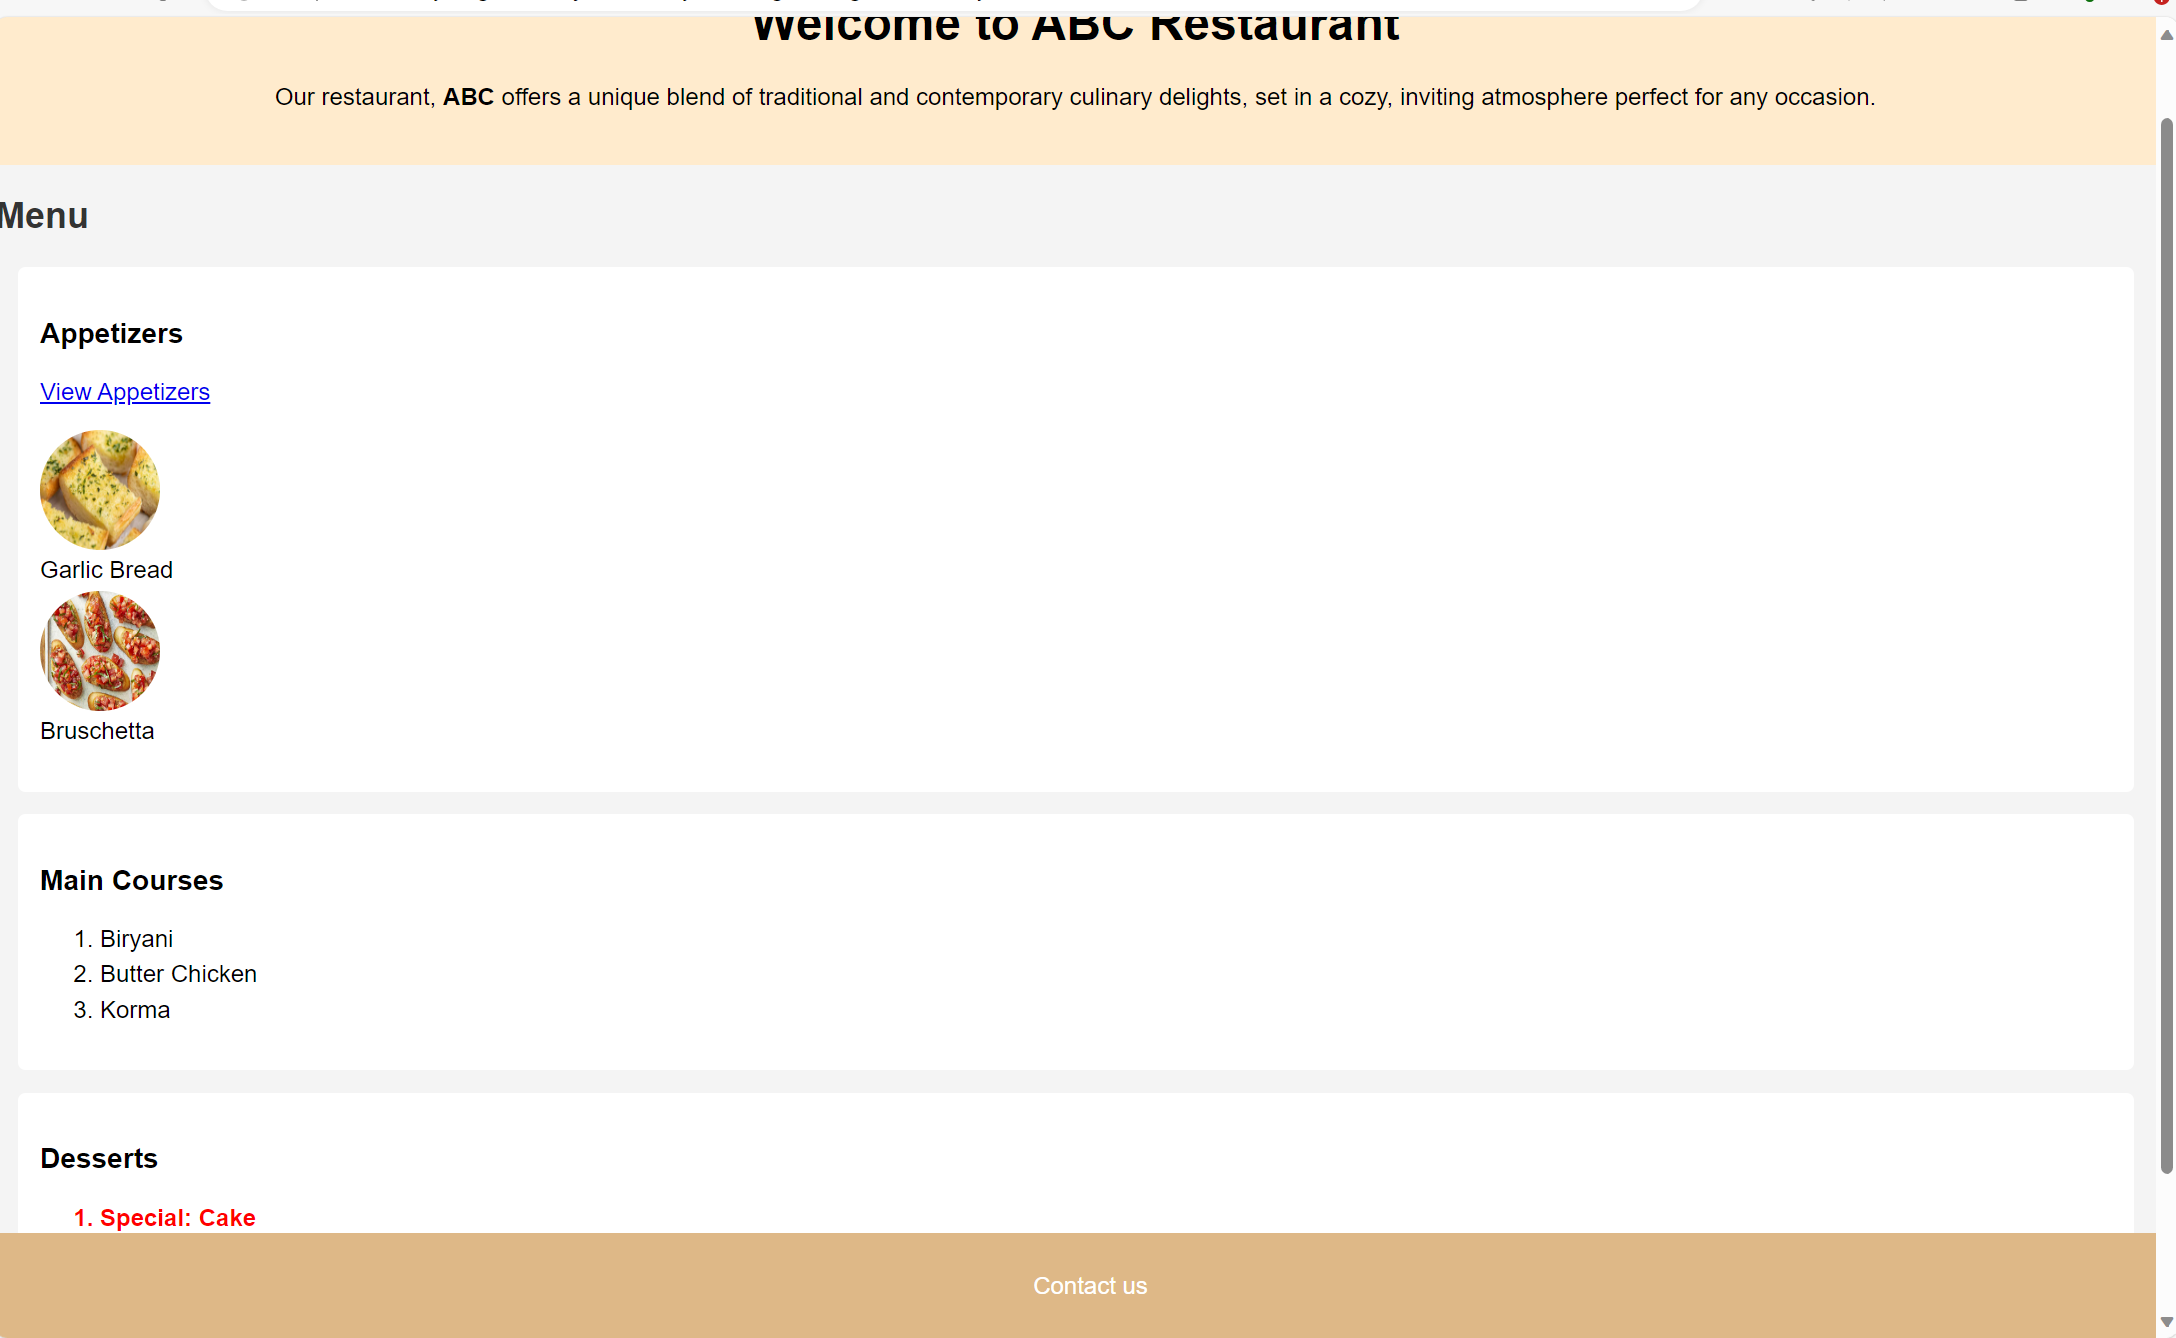 Welcome to ABC Restaurant
Our restaurant, ABC offers a unique blend of traditional and contemporary culinary delights, set in a cozy, inviting atmosphere perfect for any occasion.
Menu
Appetizers
View Appetizers
Garlic Bread
Bruschetta
Main Courses
1. Biryani
2. Butter Chicken
3. Korma
Desserts
1. Special: Cake
Contact us